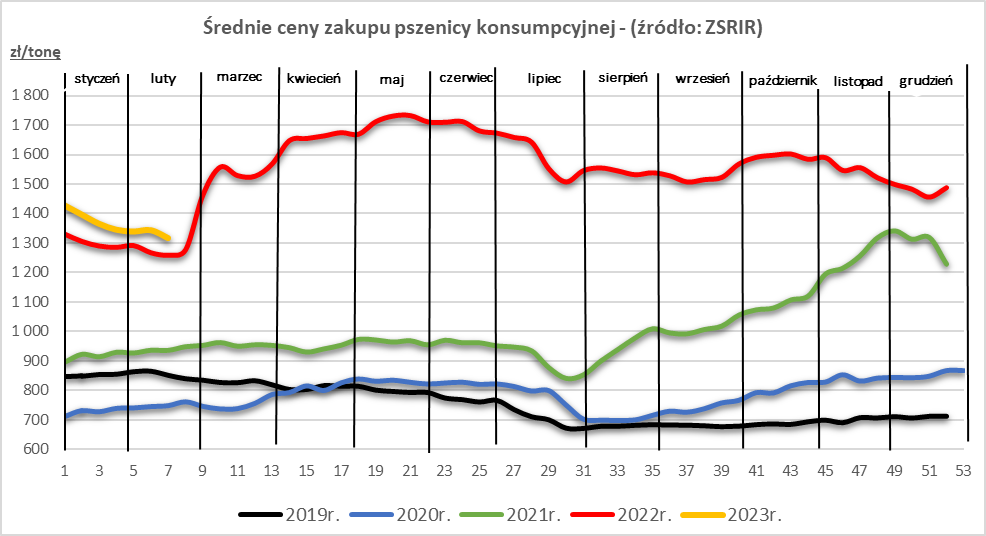 Średnie ceny zakupu pszenicy konsumpcyjnej - (źródło: ZSRIR)
zł/tonę
styczeń luty marzec kwiecień maj czerwiec lipiec sierpień wrzesień październik listopad grudzień
1 800
1 700
1 600
1 500
1 400
1 300
1 200
1 100
1 000
900
800
700
600
1 3 5 7 9 11 13 15 17 19 21 23 25 27 29 31 33 35 37 39 41 43 45 47 49 51 53
2019r. 2020r. 2021r. 2022r. 2023r.